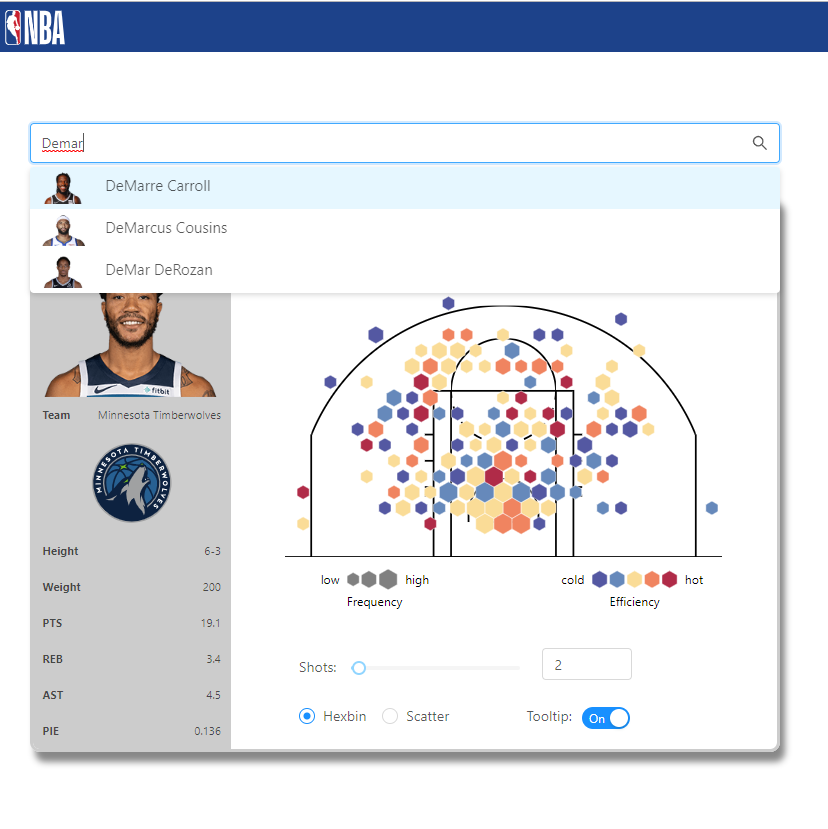 NBA
Demar
DeMarre Carroll
DeMarcus Cousins
DeMar DeRozan
fitbit
Team Minnesota Timberwolves
MINNESOTA TIMBERWOLVES
Height 6-3
Weight 200
PTS 19.1
REB 3.4
AST 4.5
PIE 0.136
low high
Frequency
cold hot
Efficiency
Shots: 2
Hexbin Scatter Tooltip: On